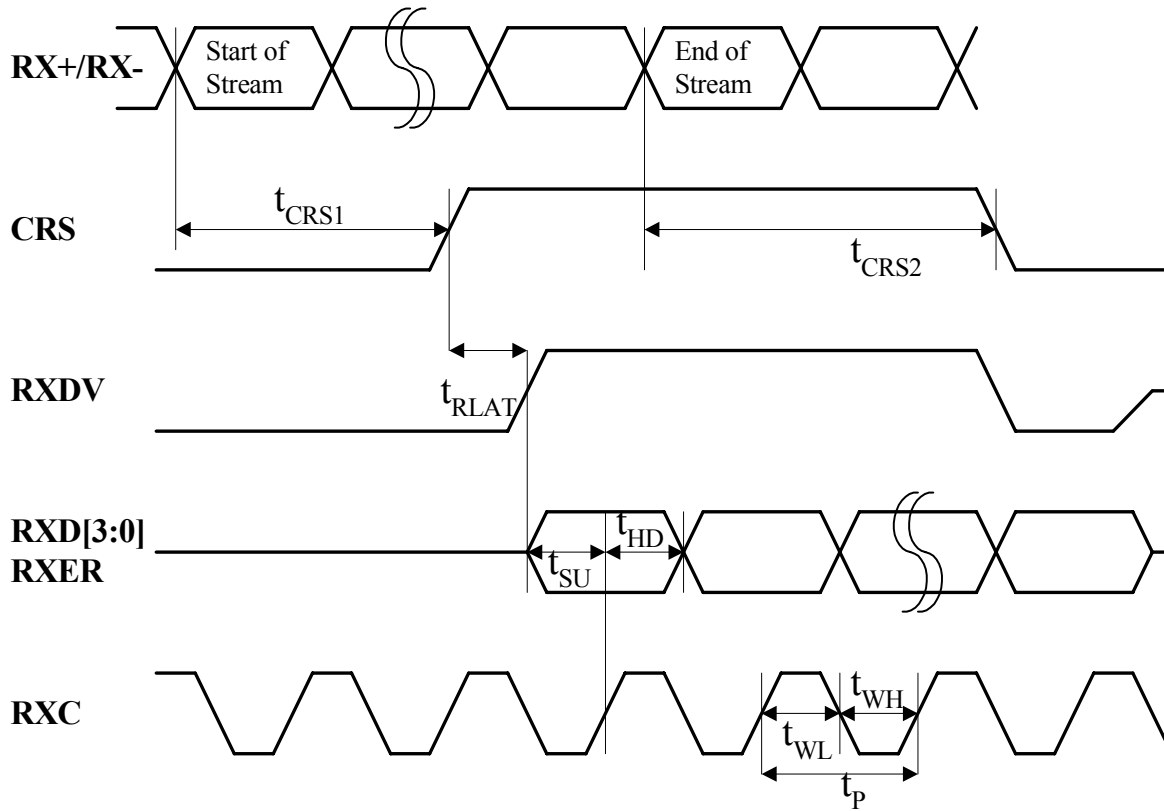 RX+/RX-
Start of
Stream
End of
Stream
CRS
tCRS1
tCRS2
RXDV
tRLAT
RXD[3:0]
RXER
tSU
tHD
RXC
tWL
tWH
tP